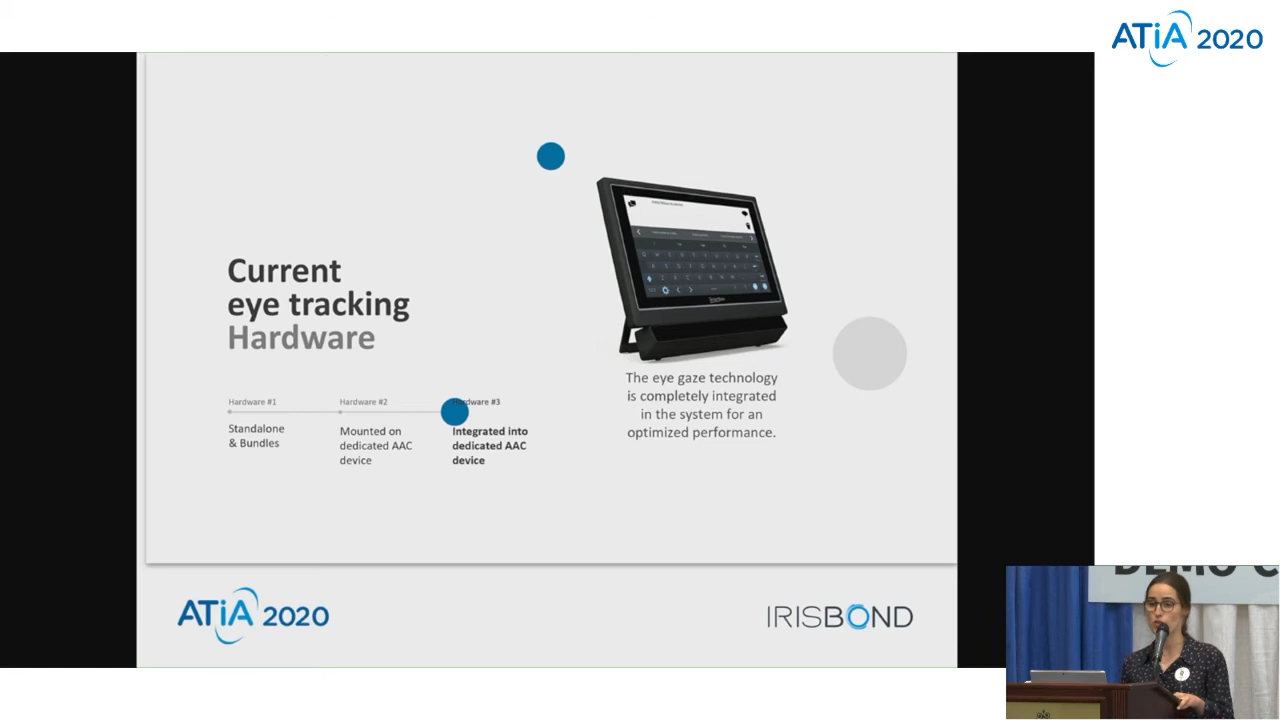 ATiA 2020
Current
eye tracking
Hardware
Hardware #1
Hardware #2
Hardware #3
Standalone
& Bundles
Mounted on
dedicated AAC
device
Integrated into
dedicated AAC
device
The eye gaze technology
is completely integrated
in the system for an
optimized performance.
ATiA 2020
IRISBOND
DEMO C